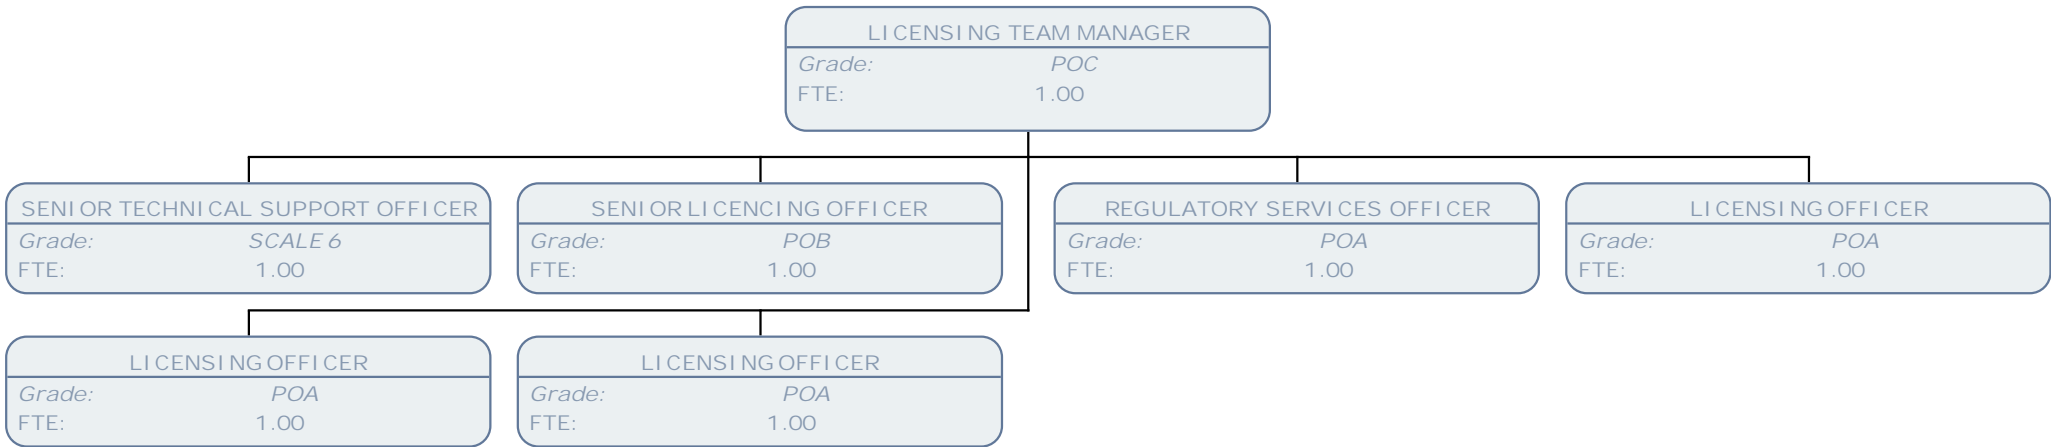 LICENSING TEAM MANAGER
Grade: POC
FTE: 1.00
SENIOR TECHNICAL SUPPORT OFFICER
Grade: SCALE 6
FTE: 1.00
SENIOR LICENCING OFFICER
Grade: POB
FTE: 1.00
REGULATORY SERVICES OFFICER
Grade: POA
FTE: 1.00
LICENSING OFFICER
Grade: POA
FTE: 1.00
LICENSING OFFICER
Grade: POA
FTE: 1.00
LICENSING OFFICER
Grade: POA
FTE: 1.00